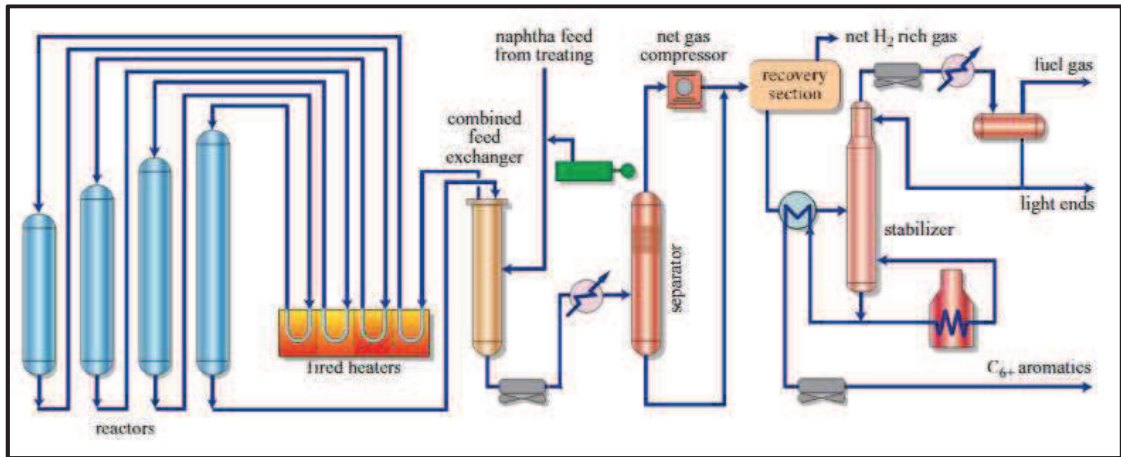 naphtha feed
from treating
net gas
compressor
net H₂ rich gas
fuel gas
recovery
section
combined
feed
exchanger
light ends
stabilizer
separator
fired heaters
C₆₊ aromatics
reactors